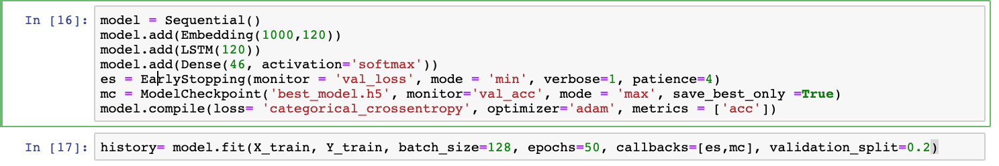 In [16]: model = Sequential()
model.add(Embedding(1000,120))
model.add(LSTM(120))
model.add(Dense(46, activation='softmax'))
es = EarlyStopping(monitor = 'val_loss', mode = 'min', verbose=1, patience=4)
mc = ModelCheckpoint('best_model.h5', monitor='val_acc', mode = 'max', save_best_only =True)
model.compile(loss= 'categorical_crossentropy', optimizer='adam', metrics = ['acc'])
In [17]: history= model.fit(X_train, Y_train, batch_size=128, epochs=50, callbacks=[es,mc], validation_split=0.2)